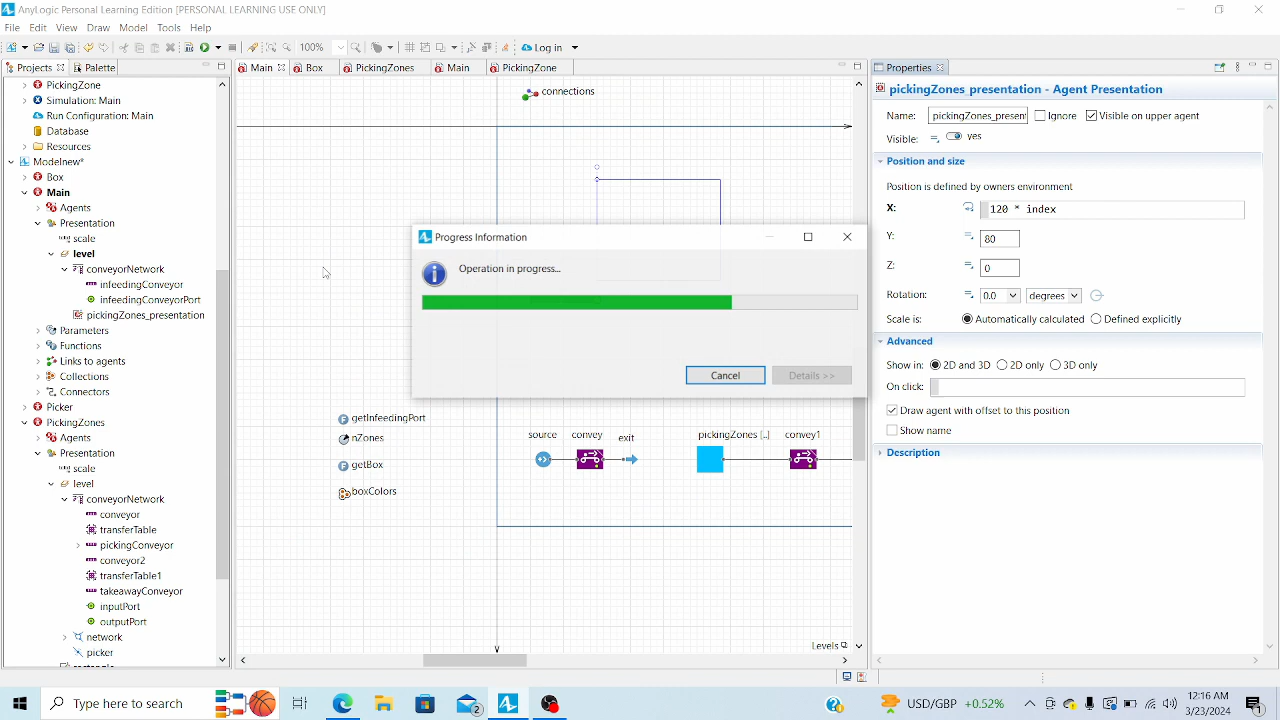 AnyLogic Personal Learning Edition [PERSONAL LEARNING USE ONLY]
File Edit View Draw Model Tools Help
100% Log in
Projects Palette
Main Box PickingZones Main PickingZone
Properties
PickingZone
Simulation: Main
Run Configuration: Main
Database
Resources
Modelnew*
Box
Main
Agents
Presentation
scale
level
conveyorNetwork
infeedingConveyor
infeedingConveyorPort
pickingZones_presentation
Parameters
Functions
Links to agents
Collections
Connectors
Picker
PickingZones
Agents
Presentation
scale
level
conveyorNetwork
conveyor
transferTable
pickingConveyor
conveyor2
transferTable1
takeawayConveyor
inputPort
outputPort
network
picker
connections
Progress Information
Operation in progress...
Cancel Details >>
getInfeedingPort
nZones
getBox
boxColors
source convey exit pickingZones [..] convey1
Levels
pickingZones_presentation - Agent Presentation
Name: pickingZones_presen Ignore Visible on upper agent
Visible: yes
Position and size
Position is defined by owners environment
X: 120 * index
Y: 80
Z: 0
Rotation: 0.0 degrees
Scale is: Automatically calculated Defined explicitly
Advanced
Show in: 2D and 3D 2D only 3D only
On click:
Draw agent with offset to this position
Show name
Description
Type here to search
USD/GBP +0.52%
10:16 AM
3/23/2024